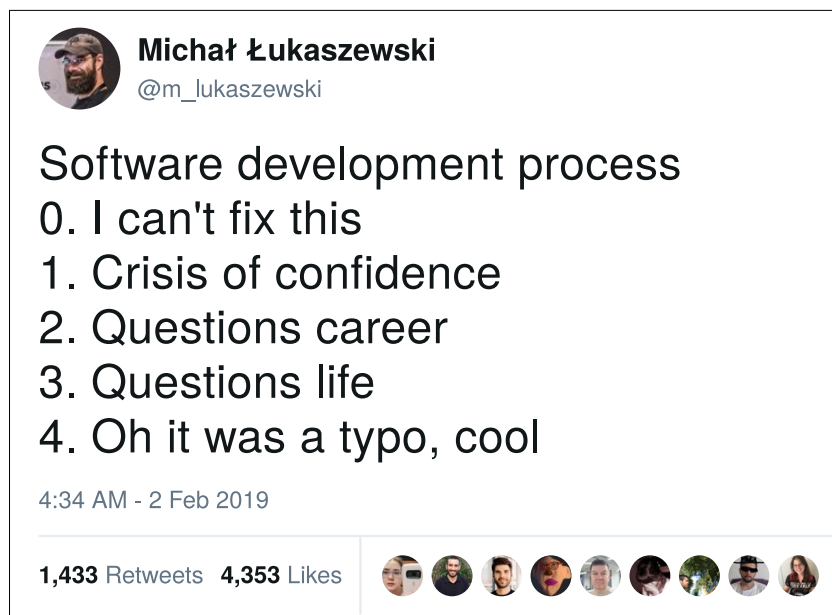 Michał Łukaszewski
@m_lukaszewski
Software development process
0. I can't fix this
1. Crisis of confidence
2. Questions career
3. Questions life
4. Oh it was a typo, cool
4:34 AM - 2 Feb 2019
1,433 Retweets 4,353 Likes